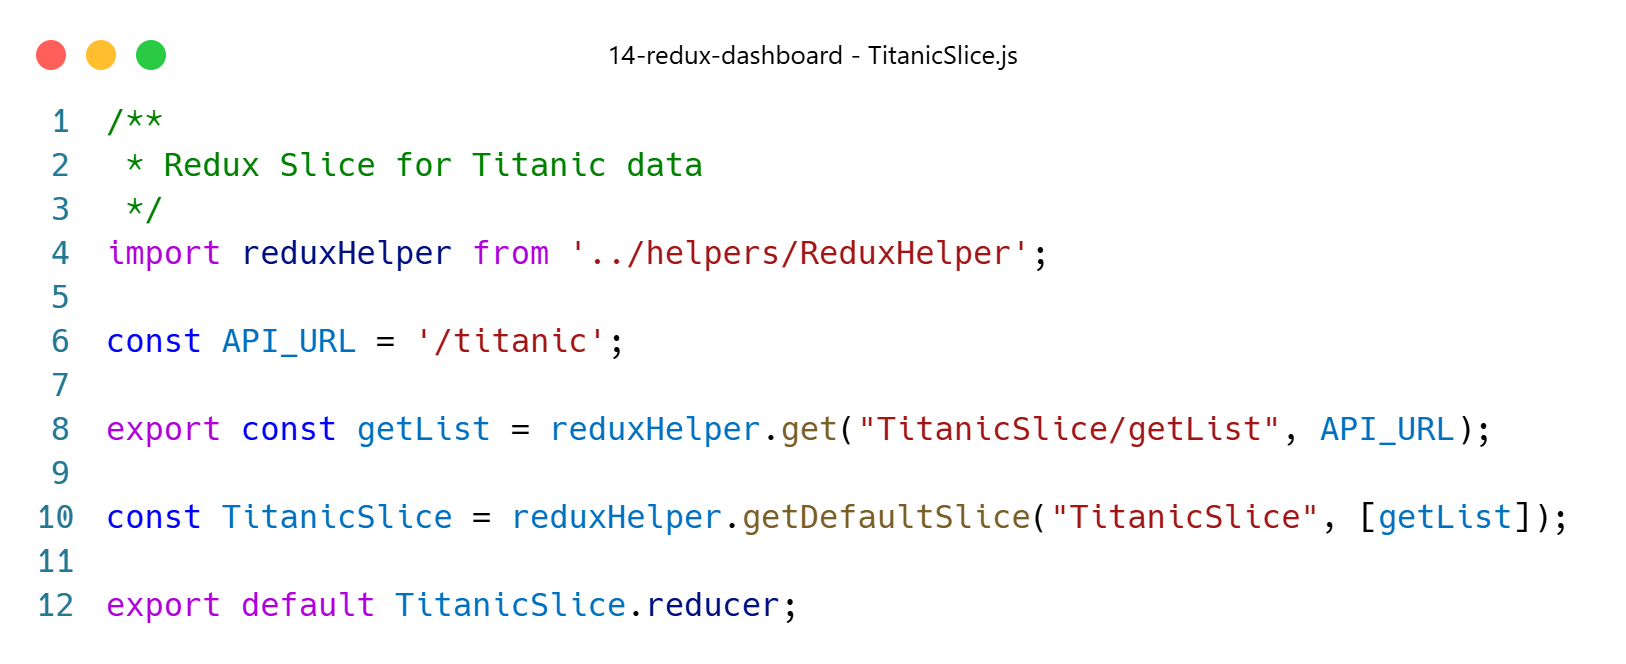 14-redux-dashboard - TitanicSlice.js
1 /**
2  * Redux Slice for Titanic data
3  */
4 import reduxHelper from '../helpers/ReduxHelper';
5
6 const API_URL = '/titanic';
7
8 export const getList = reduxHelper.get("TitanicSlice/getList", API_URL);
9
10 const TitanicSlice = reduxHelper.getDefaultSlice("TitanicSlice", [getList]);
11
12 export default TitanicSlice.reducer;